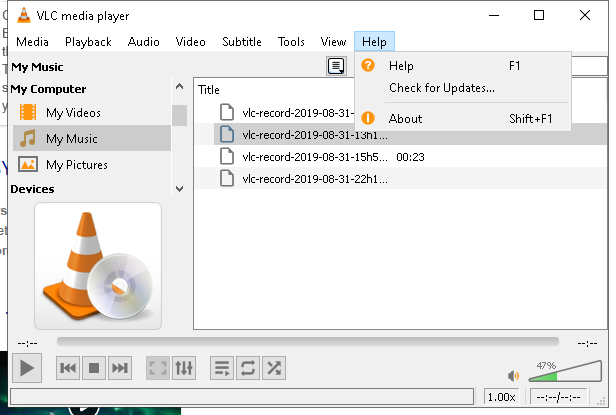 VLC media player
Media Playback Audio Video Subtitle Tools View Help
My Music
My Computer
My Videos
My Music
My Pictures
Devices
Title
vlc-record-2019-08-31-
vlc-record-2019-08-31-13h1...
vlc-record-2019-08-31-15h5... 00:23
vlc-record-2019-08-31-22h1...
Help F1
Check for Updates...
About Shift+F1
--:-- --:--
47%
1.00x --:--/--:--